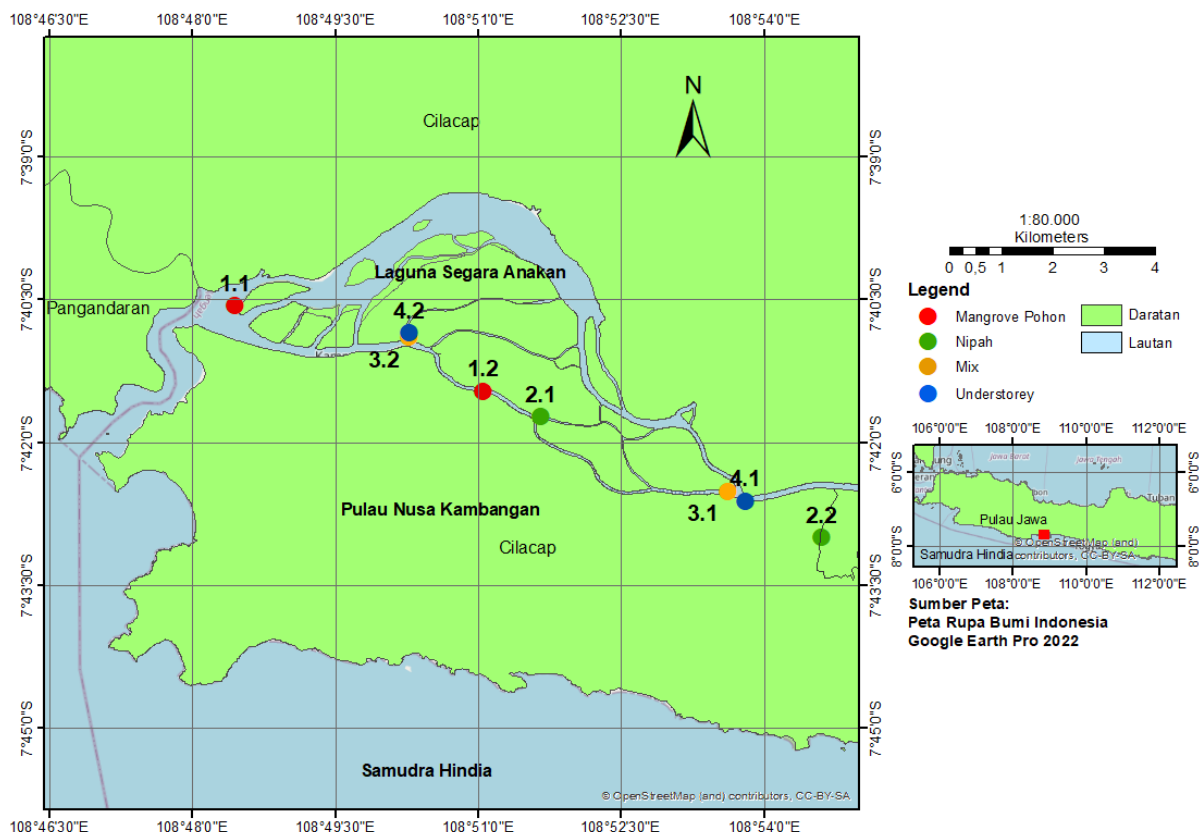 108°46'30"E 108°48'0"E 108°49'30"E 108°51'0"E 108°52'30"E 108°54'0"E
N
Cilacap
7°39'0"S 7°39'0"S
1:80.000
Kilometers
0 0,5 1 2 3 4
Laguna Segara Anakan
1.1
7°40'30"S 7°40'30"S
Pangandaran
4.2
3.2
1.2
2.1
Legend
Mangrove Pohon
Nipah
Mix
Understorey
Daratan
Lautan
7°42'0"S 7°42'0"S
4.1
3.1
2.2
Pulau Nusa Kambangan
Cilacap
7°43'30"S 7°43'30"S
7°45'0"S 7°45'0"S
Samudra Hindia
© OpenStreetMap (and) contributors, CC-BY-SA
108°46'30"E 108°48'0"E 108°49'30"E 108°51'0"E 108°52'30"E 108°54'0"E
106°0'0"E 108°0'0"E 110°0'0"E 112°0'0"E
Jawa Barat Jawa Tengah
6°0'0"S 6°0'0"S
Tuban
Pulau Jawa
© OpenStreetMap (and)
Samudra Hindia contributors, CC-BY-SA
8°0'0"S 8°0'0"S
106°0'0"E 108°0'0"E 110°0'0"E 112°0'0"E
Sumber Peta:
Peta Rupa Bumi Indonesia
Google Earth Pro 2022